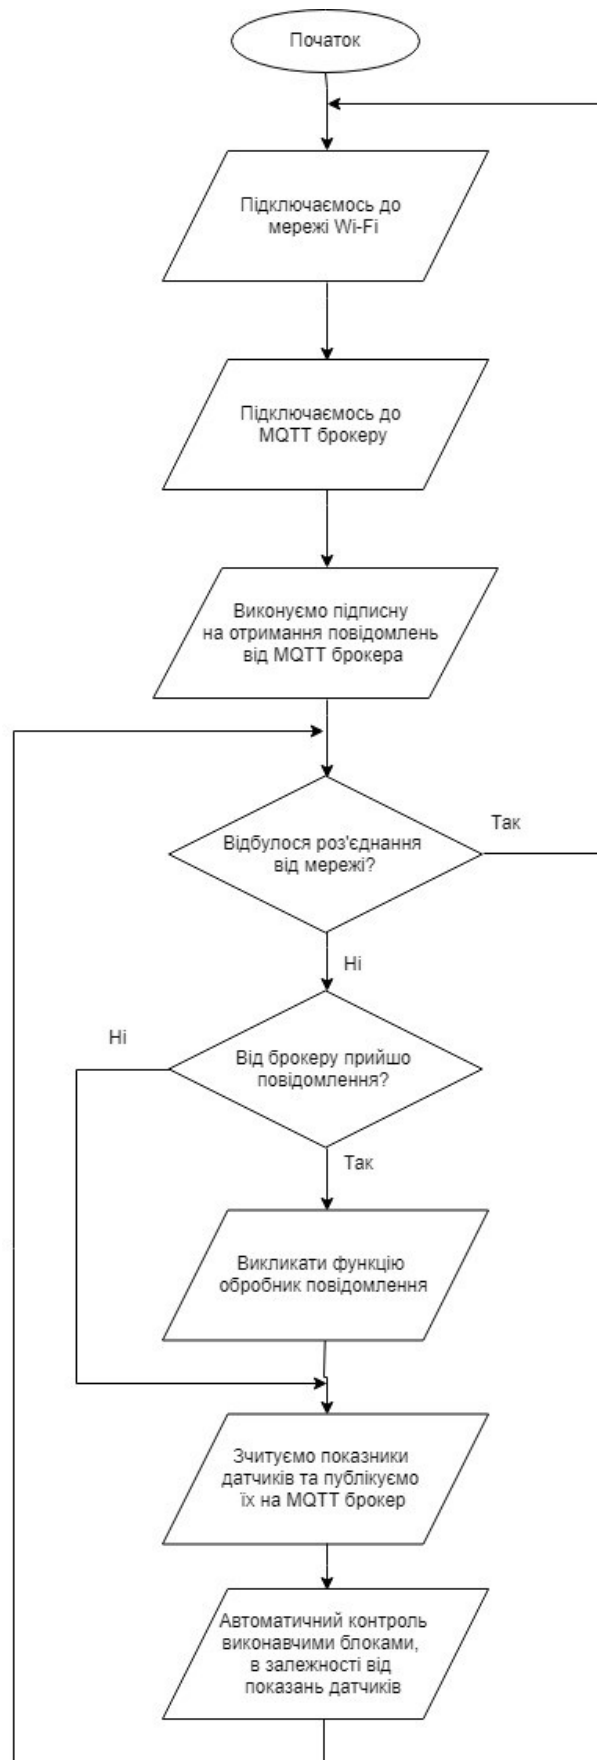 Початок
Підключаємось до
мережі Wi-Fi
Підключаємось до
MQTT брокеру
Виконуємо підписну
на отримання повідомлень
від MQTT брокера
Відбулося роз'єднання
від мережі?
Так
Ні
Від брокеру прийшо
повідомлення?
Ні
Так
Викликати функцію
обробник повідомлення
Зчитуємо показники
датчиків та публікуємо
їх на MQTT брокер
Автоматичний контроль
виконавчими блоками,
в залежності від
показань датчиків